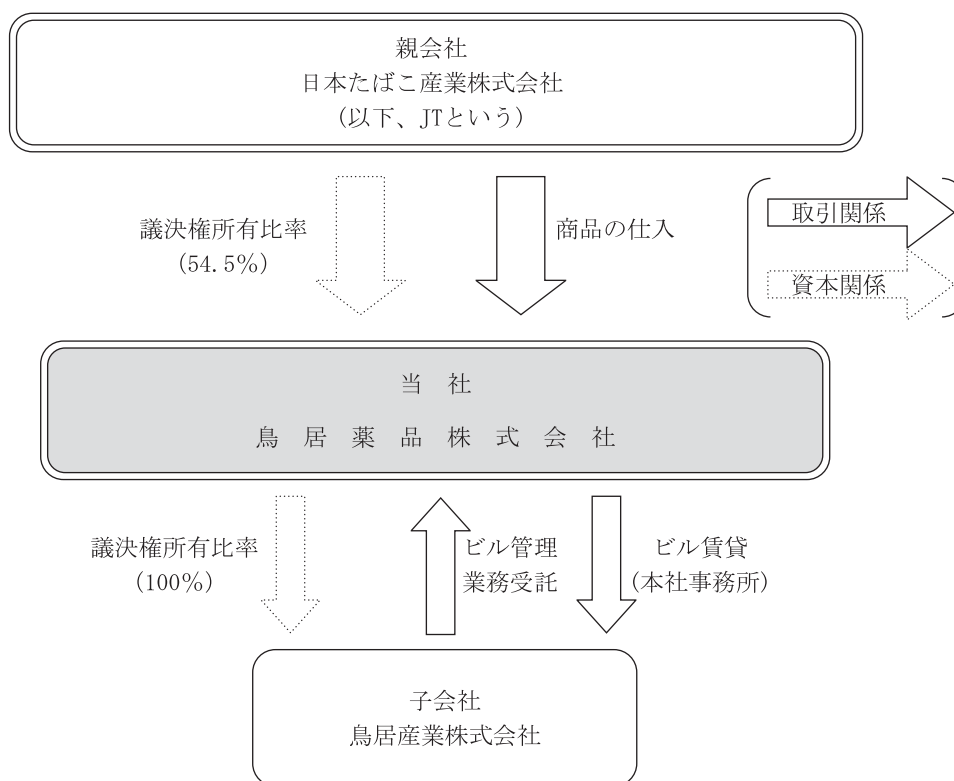 親会社
日本たばこ産業株式会社
(以下、JTという)
議決権所有比率
(54.5%)
商品の仕入
取引関係
資本関係
当　社
鳥　居　薬　品　株　式　会　社
議決権所有比率
(100%)
ビル管理
業務受託
ビル賃貸
(本社事務所)
子会社
鳥居産業株式会社